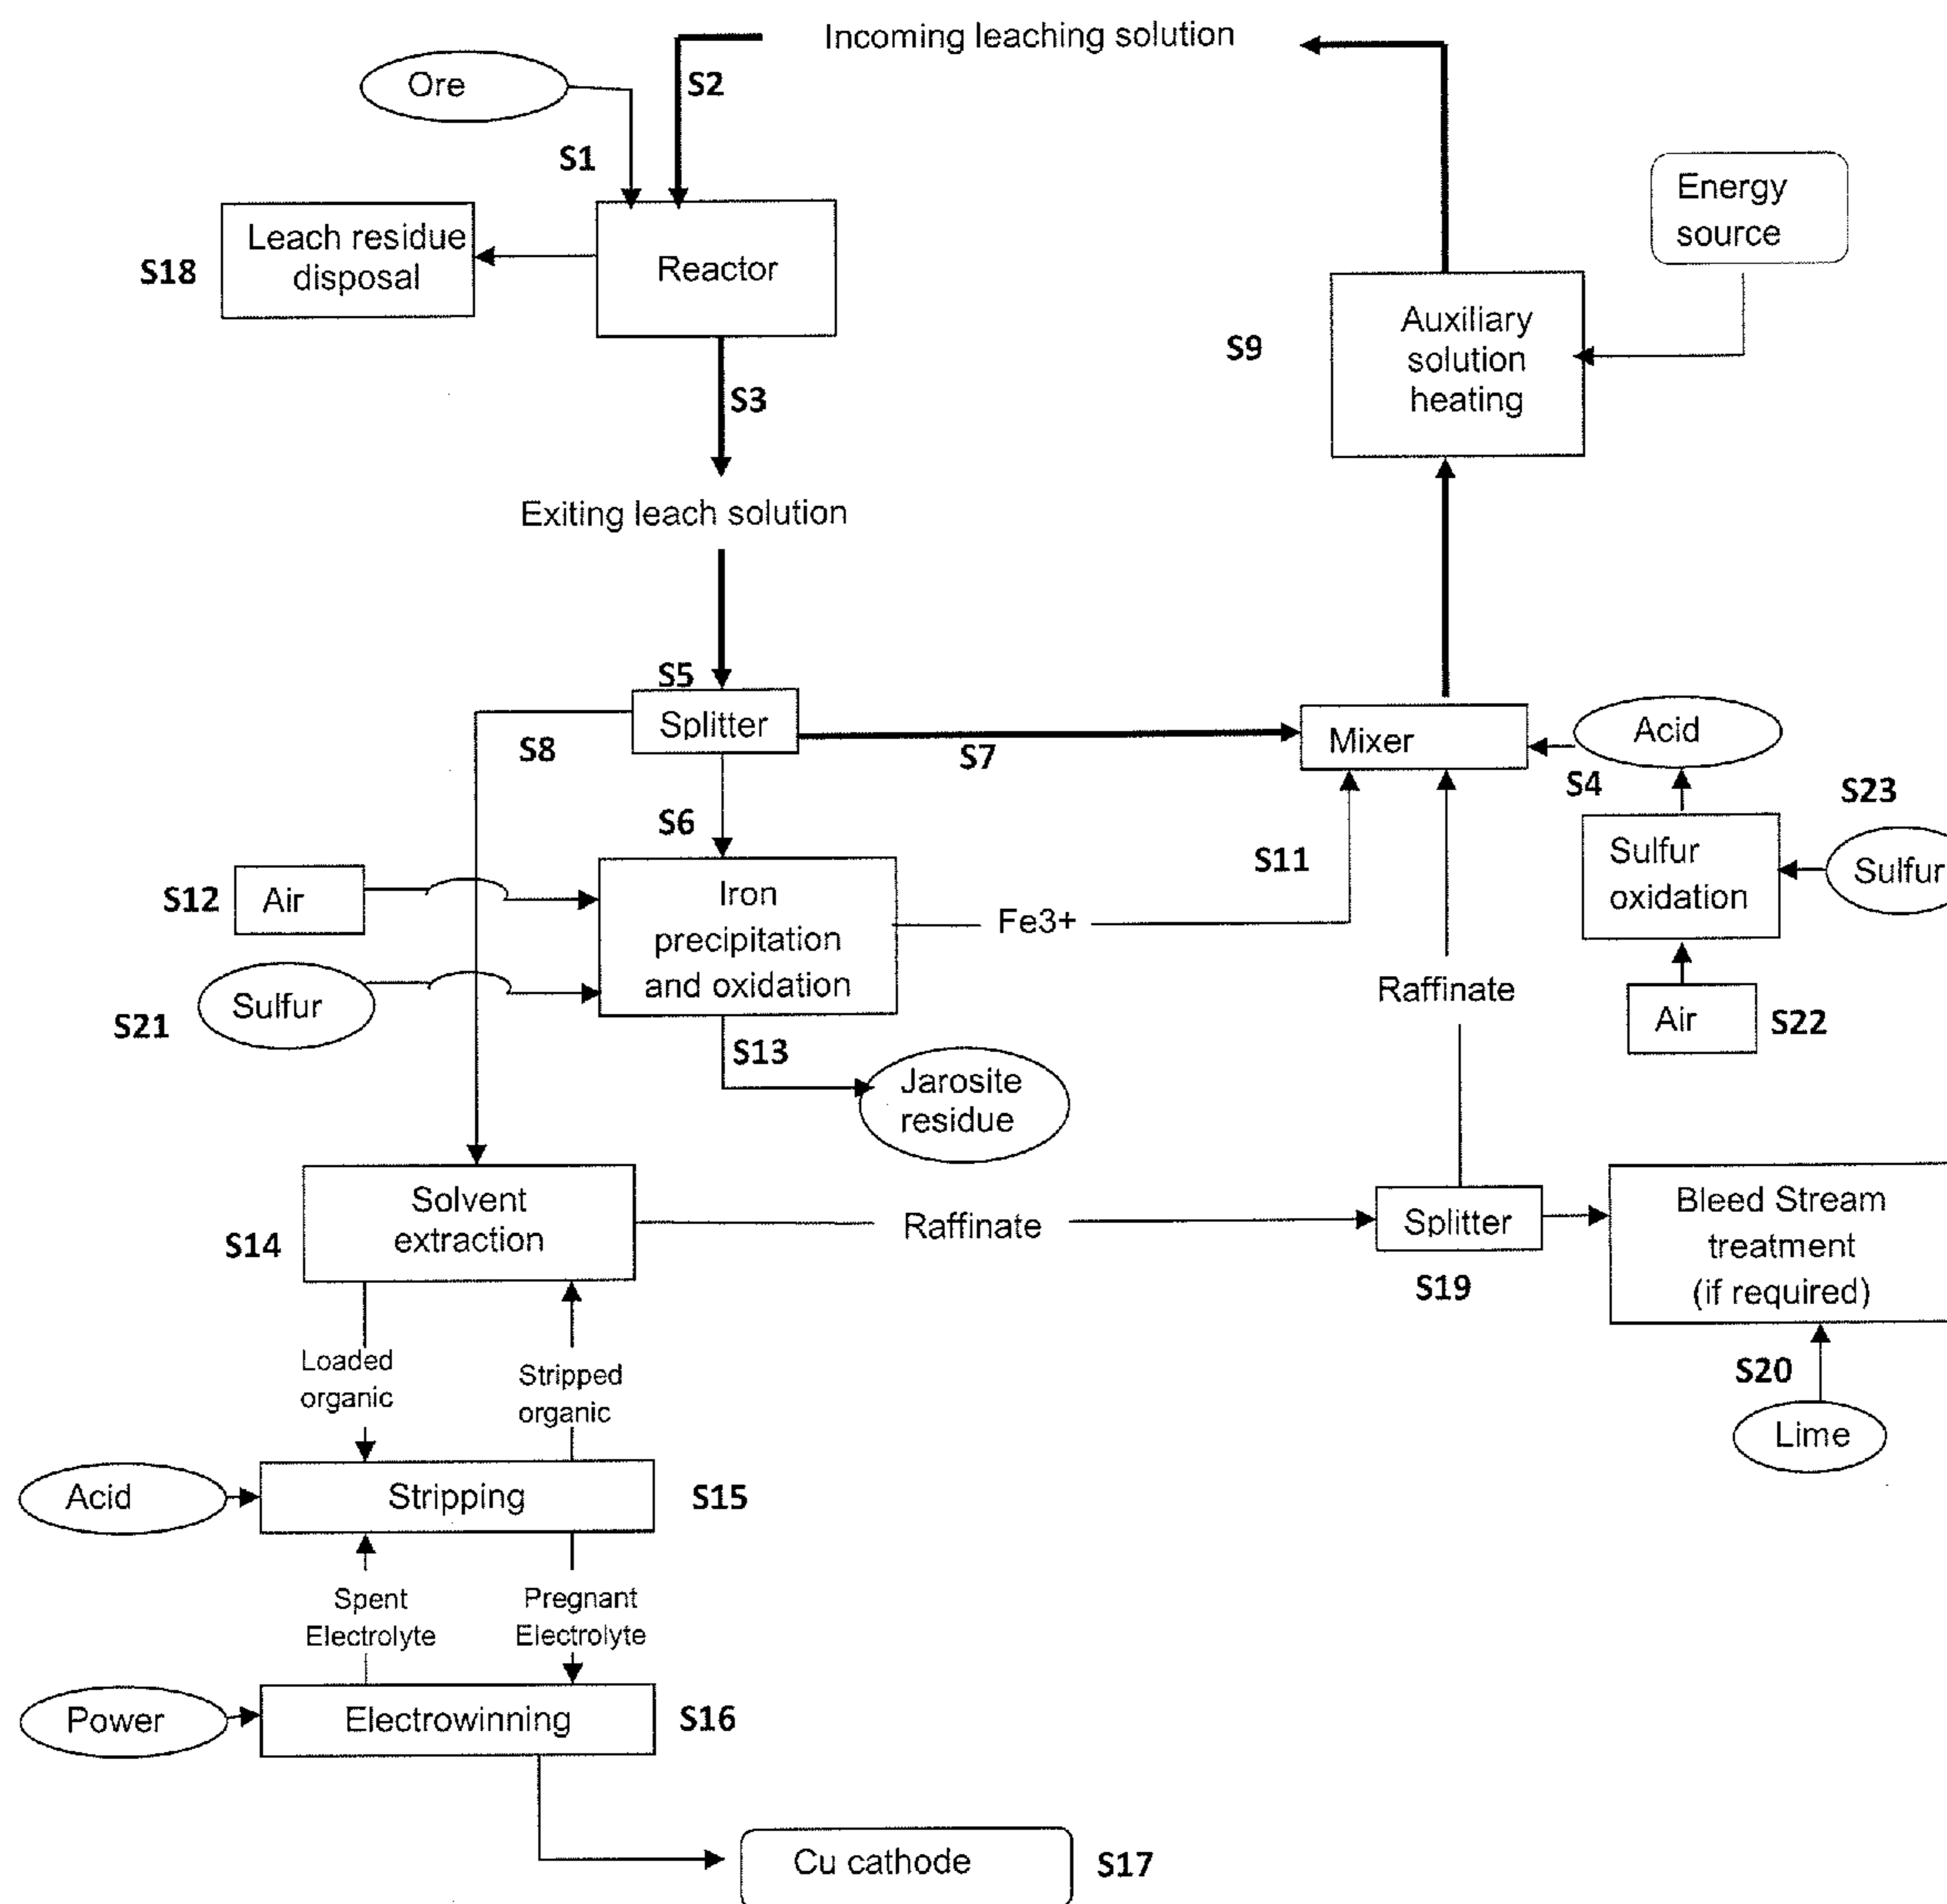 Incoming leaching solution
S2
Ore
S1
Energy
source
Leach residue
disposal
S18
Reactor
Auxiliary
solution
heating
S9
S3
Exiting leach solution
S5
Splitter
S8
S7
Mixer
Acid
S4
S23
S6
S11
Sulfur
oxidation
Sulfur
S12
Air
Iron
precipitation
and oxidation
Fe3+
Raffinate
S21
Sulfur
Air
S22
S13
Jarosite
residue
Solvent
extraction
S14
Raffinate
Splitter
S19
Bleed Stream
treatment
(if required)
S20
Lime
Loaded
organic
Stripped
organic
Acid
Stripping
S15
Spent
Electrolyte
Pregnant
Electrolyte
Power
Electrowinning
S16
Cu cathode
S17